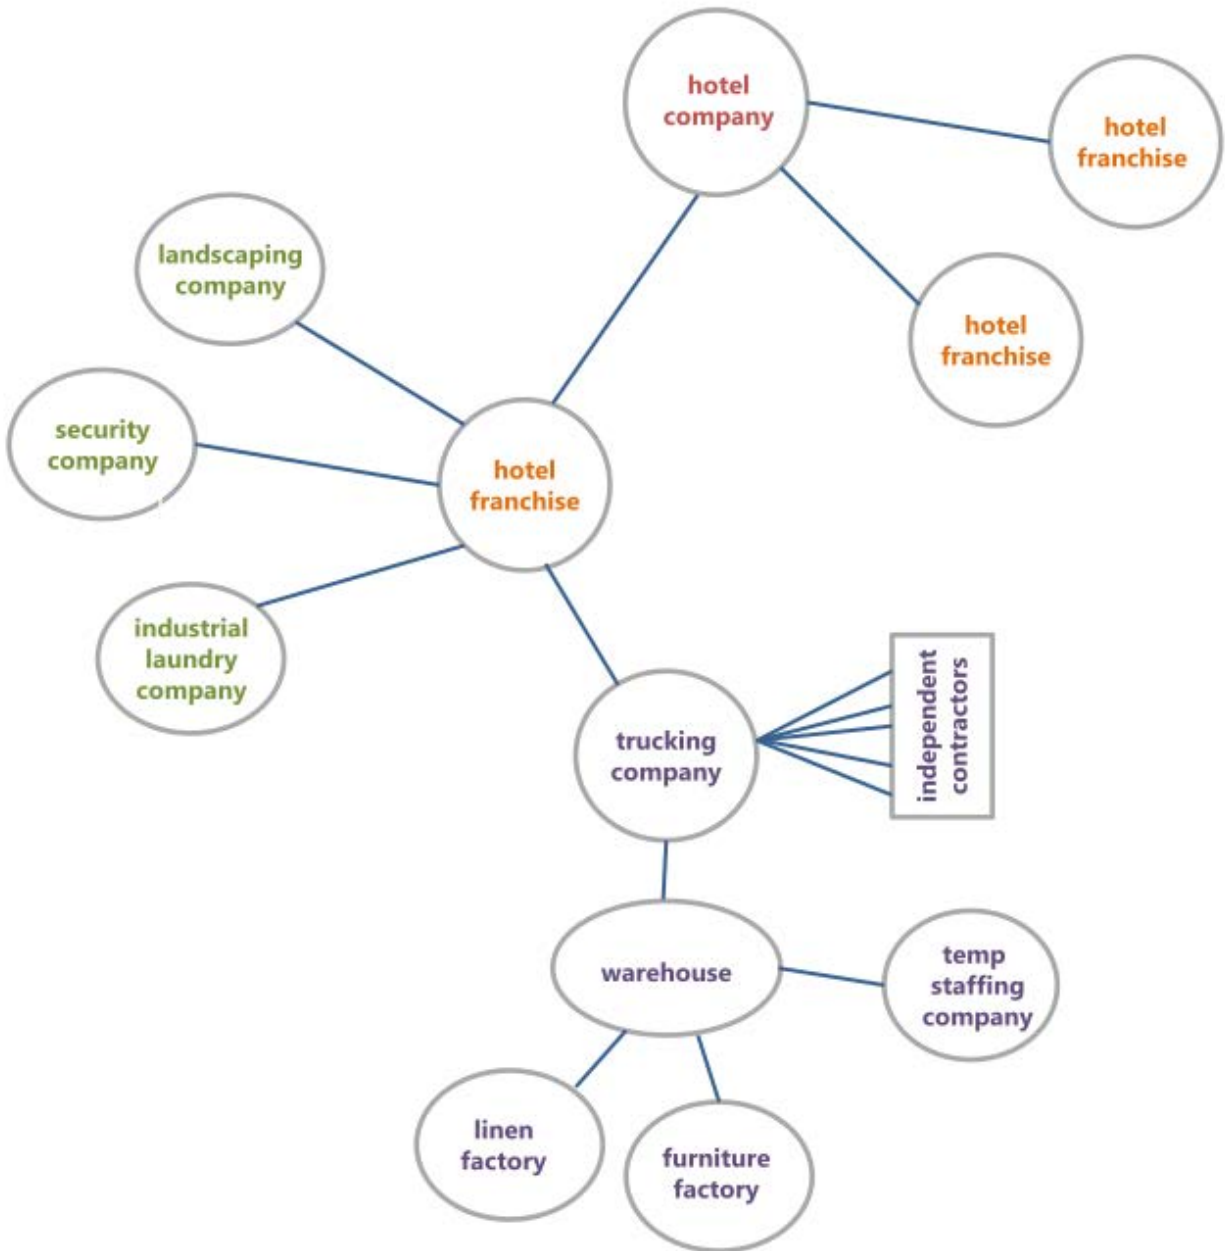 hotel
company
hotel
franchise
landscaping
company
hotel
franchise
security
company
hotel
franchise
industrial
laundry
company
independent
contractors
trucking
company
warehouse
temp
staffing
company
linen
factory
furniture
factory